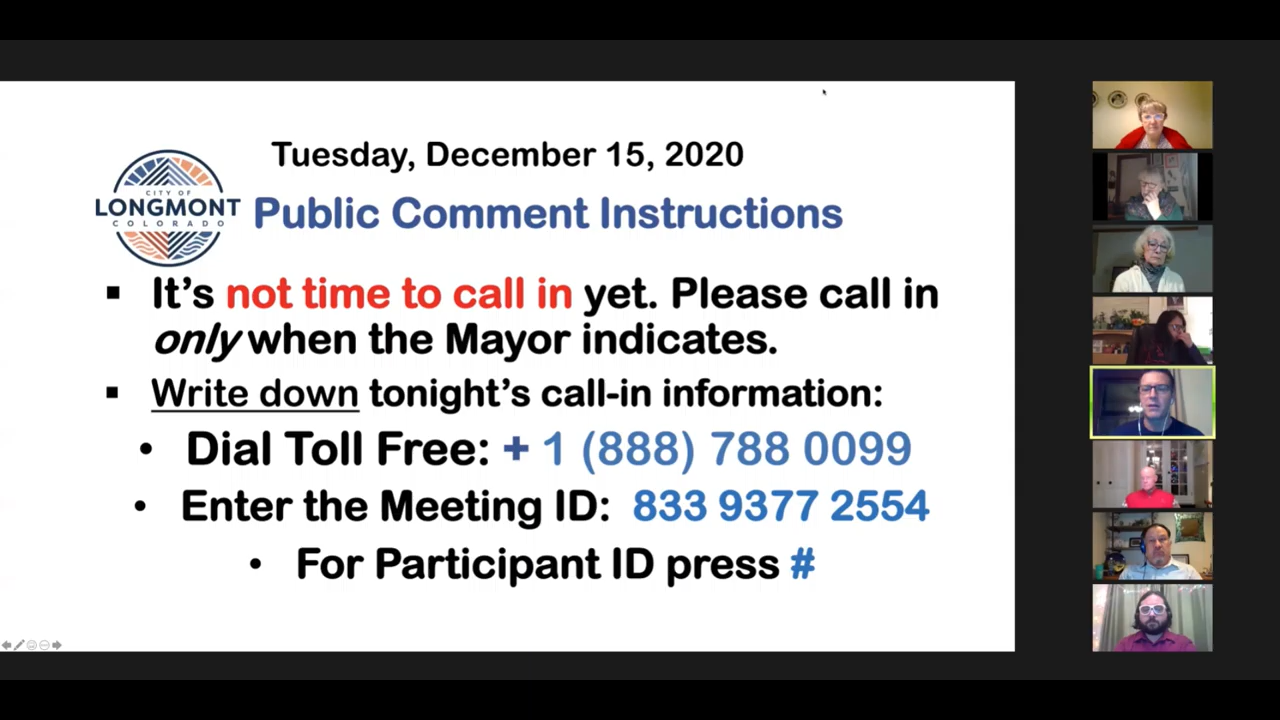 Tuesday, December 15, 2020
CITY OF
LONGMONT
COLORADO
Public Comment Instructions
▪ It's not time to call in yet. Please call in
only when the Mayor indicates.
▪ Write down tonight's call-in information:
• Dial Toll Free: + 1 (888) 788 0099
• Enter the Meeting ID: 833 9377 2554
• For Participant ID press #